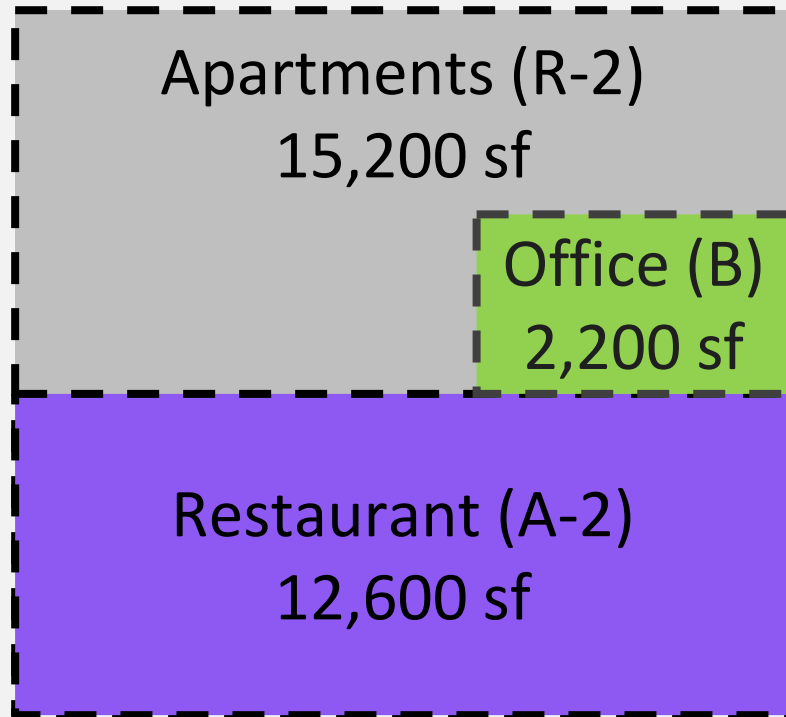 Apartments (R-2)
15,200 sf
Office (B)
2,200 sf
Restaurant (A-2)
12,600 sf